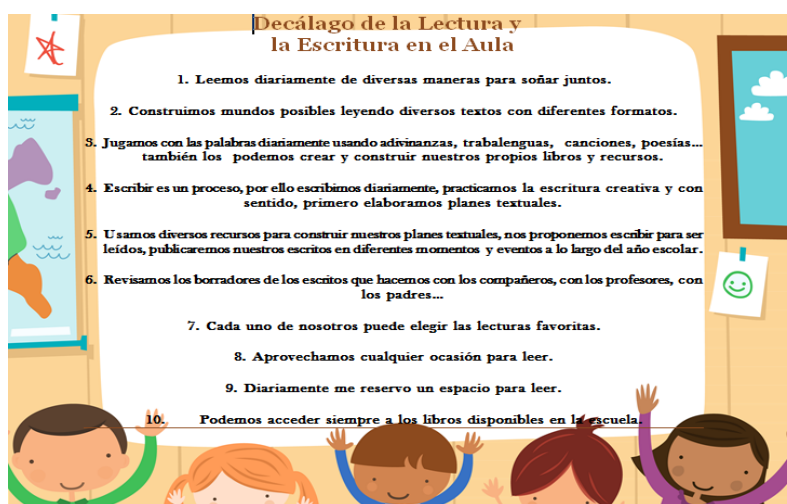 Decálago de la Lectura y
la Escritura en el Aula
1. Leemos diariamente de diversas maneras para soñar juntos.
2. Construimos mundos posibles leyendo diversos textos con diferentes formatos.
3. Jugamos con las palabras diariamente usando adivinanzas, trabalenguas, canciones, poesías...
también los podemos crear y construir nuestros propios libros y recursos.
4. Escribir es un proceso, por ello escribimos diariamente, practicamos la escritura creativa y con
sentido, primero elaboramos planes textuales.
5. Usamos diversos recursos para construir nuestros planes textuales, nos proponemos escribir para ser
leídos, publicaremos nuestros escritos en diferentes momentos y eventos a lo largo del año escolar.
6. Revisamos los borradores de los escritos que hacemos con los compañeros, con los profesores, con
los padres...
7. Cada uno de nosotros puede elegir las lecturas favoritas.
8. Aprovechamos cualquier ocasión para leer.
9. Diariamente me reservo un espacio para leer.
10. Podemos acceder siempre a los libros disponibles en la escuela.